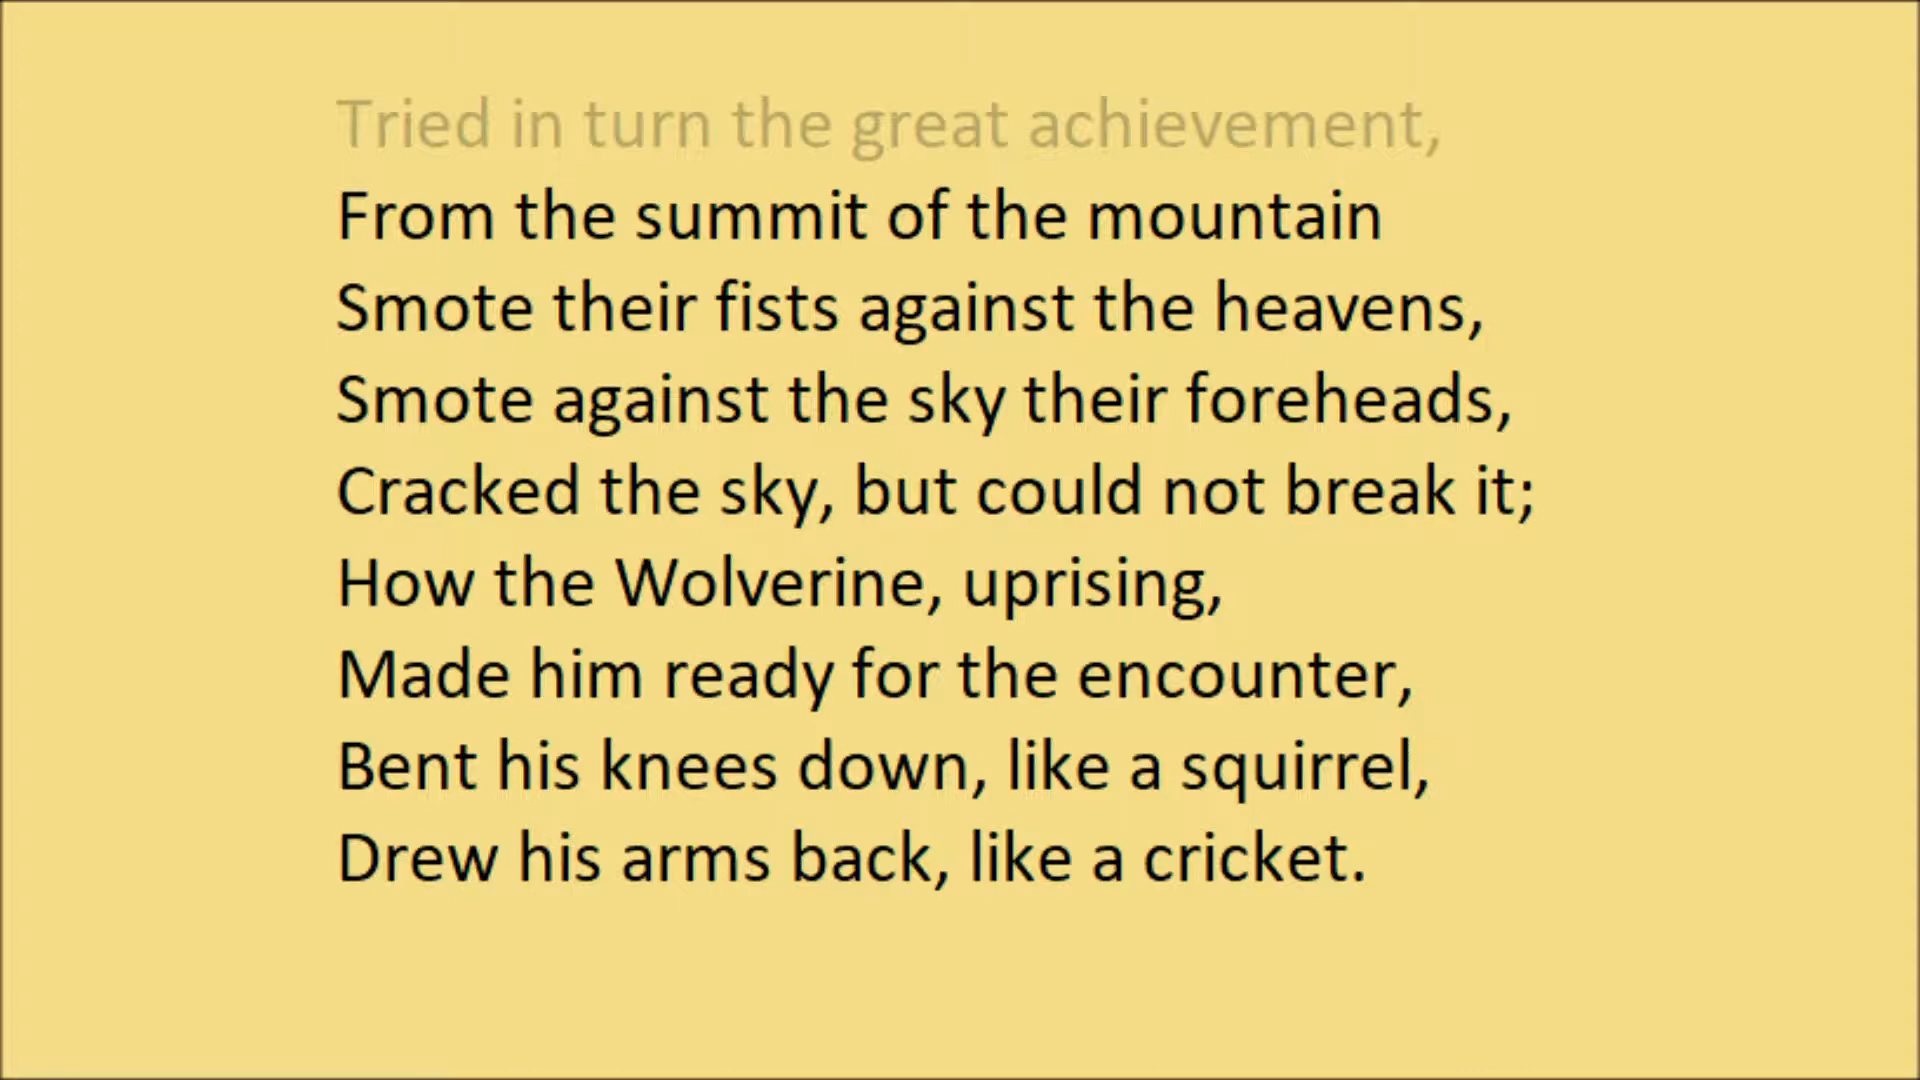 Tried in turn the great achievement,
From the summit of the mountain
Smote their fists against the heavens,
Smote against the sky their foreheads,
Cracked the sky, but could not break it;
How the Wolverine, uprising,
Made him ready for the encounter,
Bent his knees down, like a squirrel,
Drew his arms back, like a cricket.